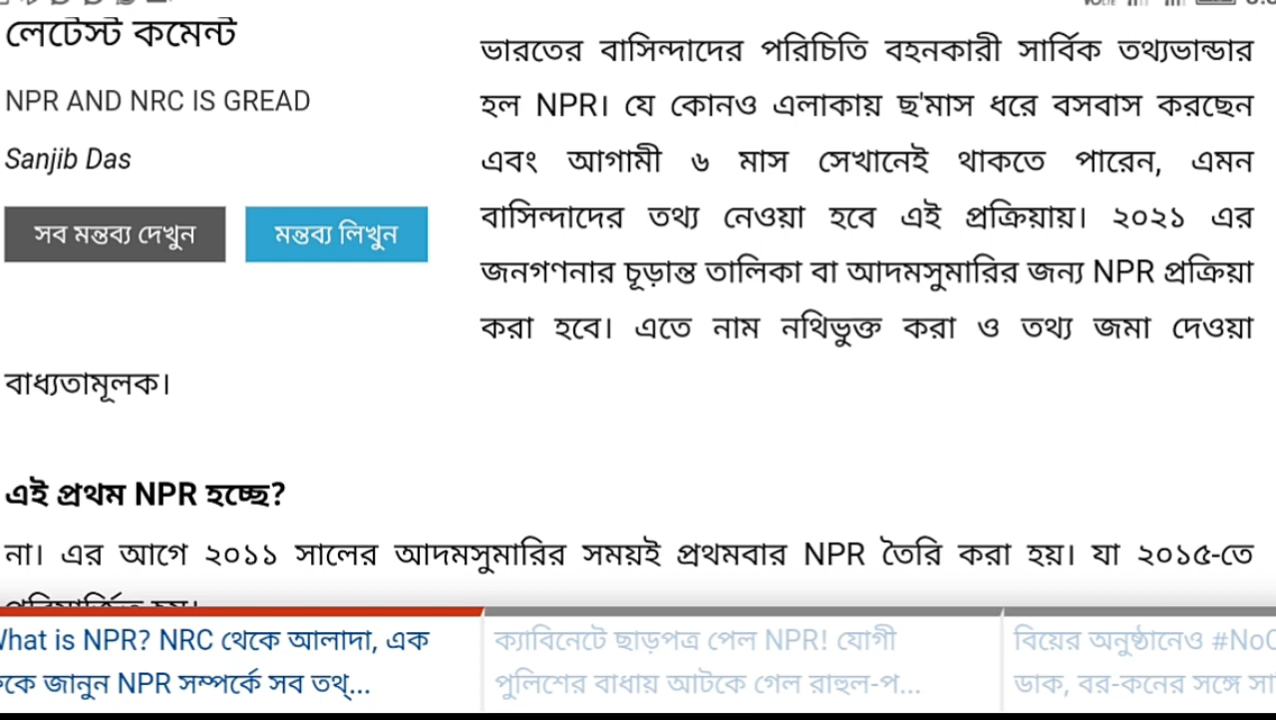 লেটেস্ট কমেন্ট
NPR AND NRC IS GREAD
Sanjib Das
সব মন্তব্য দেখুন
মন্তব্য লিখুন
ভারতের বাসিন্দাদের পরিচিতি বহনকারী সার্বিক তথ্যভান্ডার
হল NPR। যে কোনও এলাকায় ছ'মাস ধরে বসবাস করছেন
এবং আগামী ৬ মাস সেখানেই থাকতে পারেন, এমন
বাসিন্দাদের তথ্য নেওয়া হবে এই প্রক্রিয়ায়। ২০২১ এর
জনগণনার চূড়ান্ত তালিকা বা আদমসুমারির জন্য NPR প্রক্রিয়া
করা হবে। এতে নাম নথিভুক্ত করা ও তথ্য জমা দেওয়া
বাধ্যতামূলক।
এই প্রথম NPR হচ্ছে?
না। এর আগে ২০১১ সালের আদমসুমারির সময়ই প্রথমবার NPR তৈরি করা হয়। যা ২০১৫-তে
What is NPR? NRC থেকে আলাদা, এক
কে জানুন NPR সম্পর্কে সব তথ্...
ক্যাবিনেটে ছাড়পত্র পেল NPR! যোগী
পুলিশের বাধায় আটকে গেল রাহুল-প...
বিয়ের অনুষ্ঠানেও #NoC
ডাক, বর-কনের সঙ্গে সা